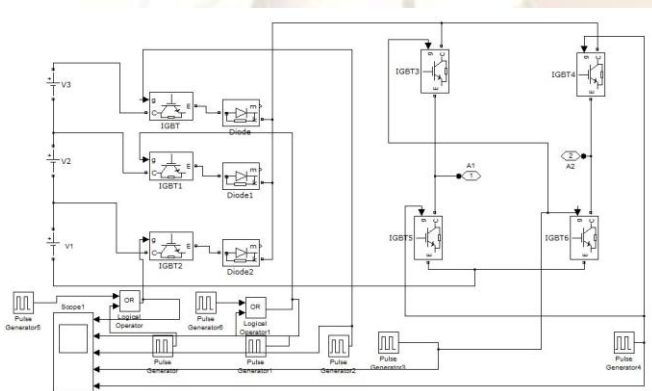 V3
V2
V1
g
C
E
IGBT
m
Diode
g
C
E
IGBT1
m
Diode1
g
C
E
IGBT2
m
Diode2
g
C
E
IGBT3
g
C
E
IGBT4
A1
1
2
A2
g
C
E
IGBT5
g
C
E
IGBT6
Pulse
Generator5
Scope1
OR
Logical
Operator
Pulse
Generator6
OR
Logical
Operator1
Pulse
Generator
Pulse
Generator1
Pulse
Generator2
Pulse
Generator3
Pulse
Generator4